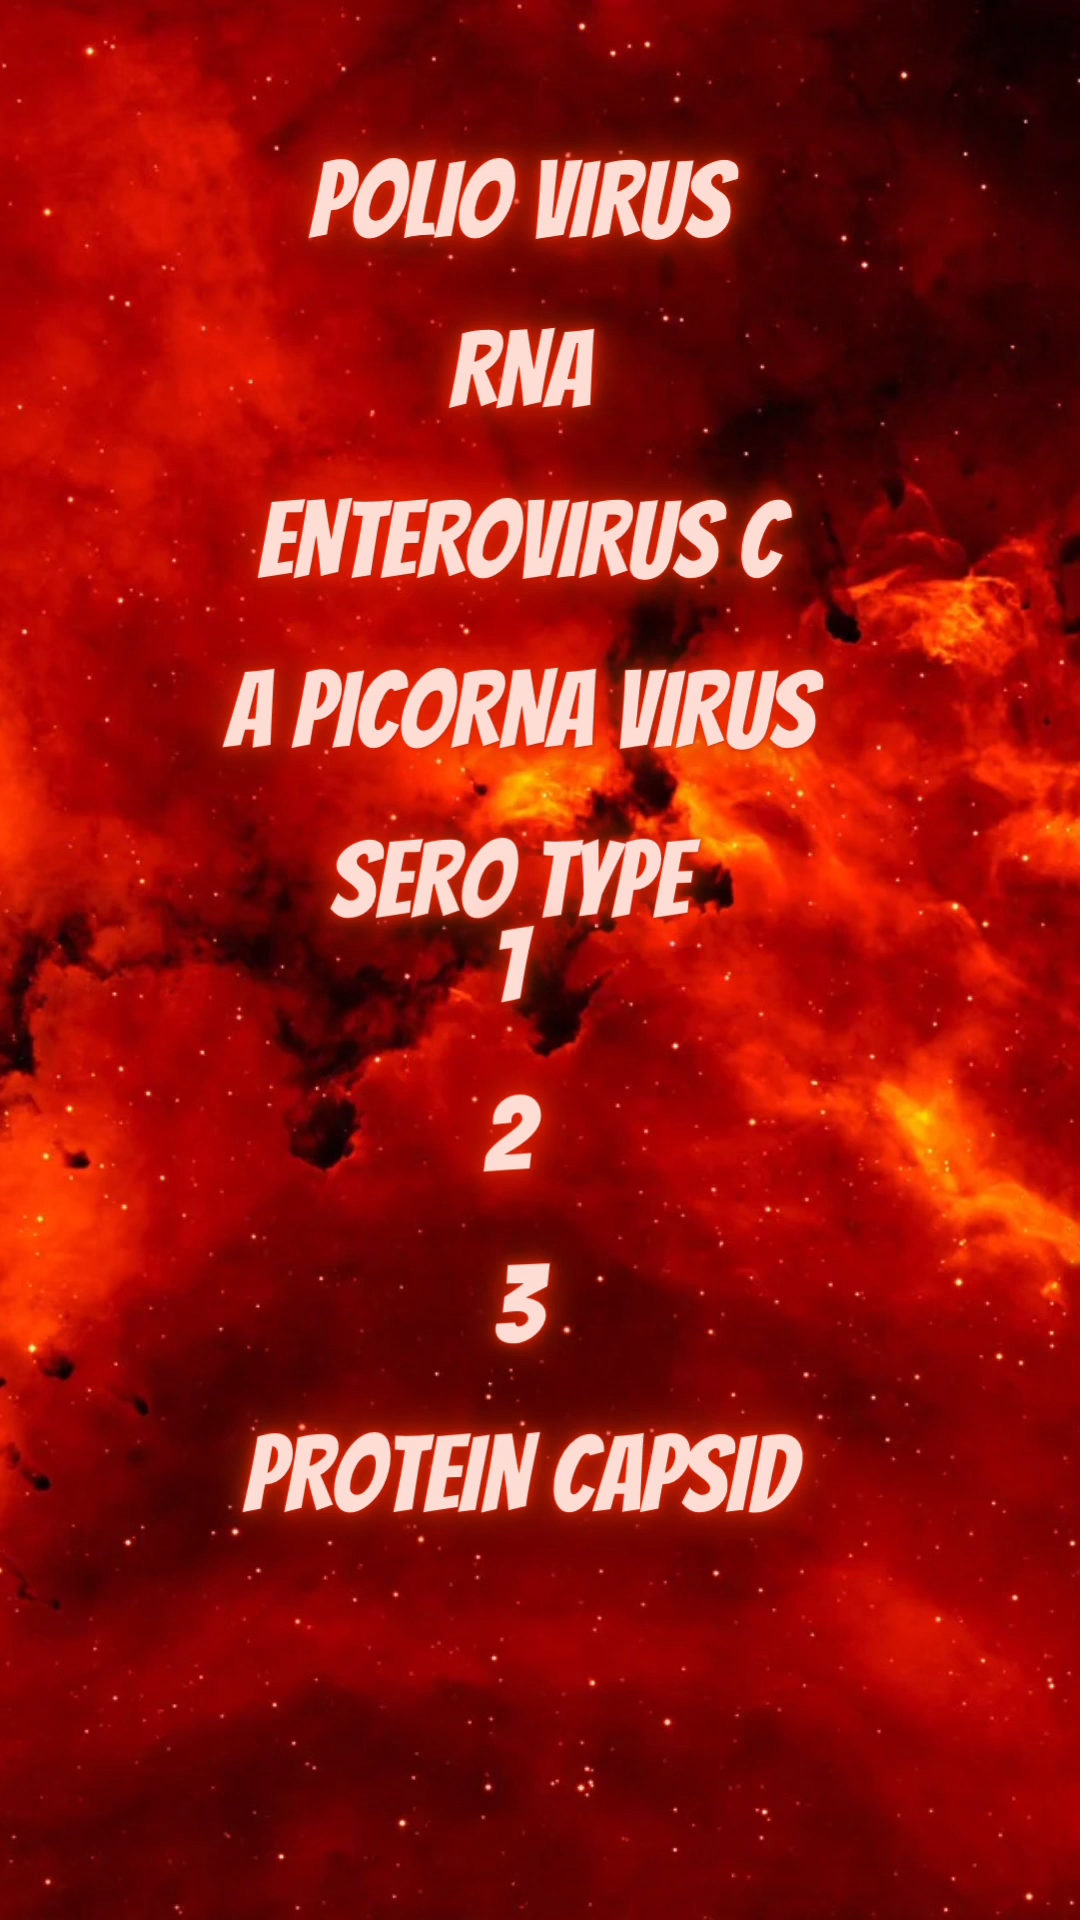 POLIO VIRUS
RNA
ENTEROVIRUS C
A PICORNA VIRUS
SERO TYPE
1
2
3
PROTEIN CAPSID